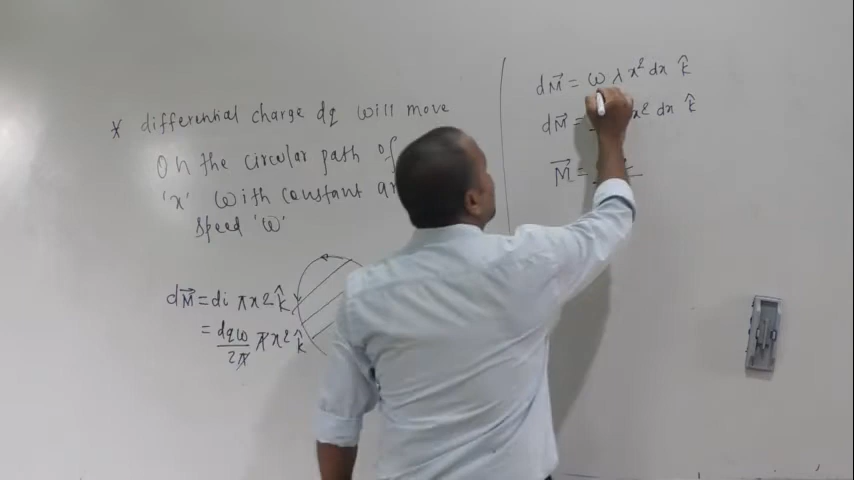 * differential charge dq will move
On the circular path of
'x' with constant
speed 'ω'
dM⃗ = di πx2 k̂
= dqω/2π πx2 k̂
dM⃗ = ω λ x² dx k̂
dM⃗ = x² dx k̂
M⃗ =